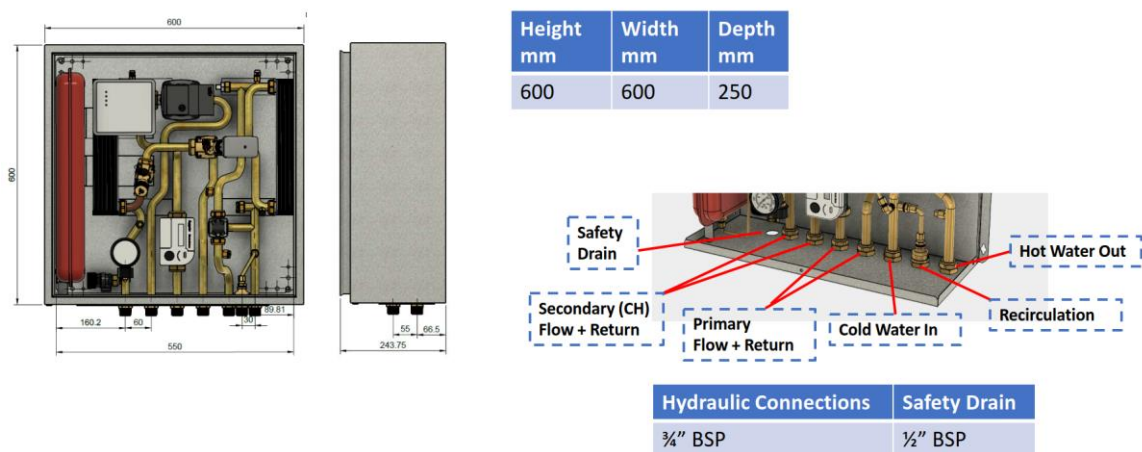 600
600
160.2
60
30
89.81
550
55
66.5
243.75
Height
mm
Width
mm
Depth
mm
600
600
250
Safety
Drain
Secondary (CH)
Flow + Return
Primary
Flow + Return
Cold Water In
Recirculation
Hot Water Out
Hydraulic Connections
Safety Drain
¾” BSP
½” BSP